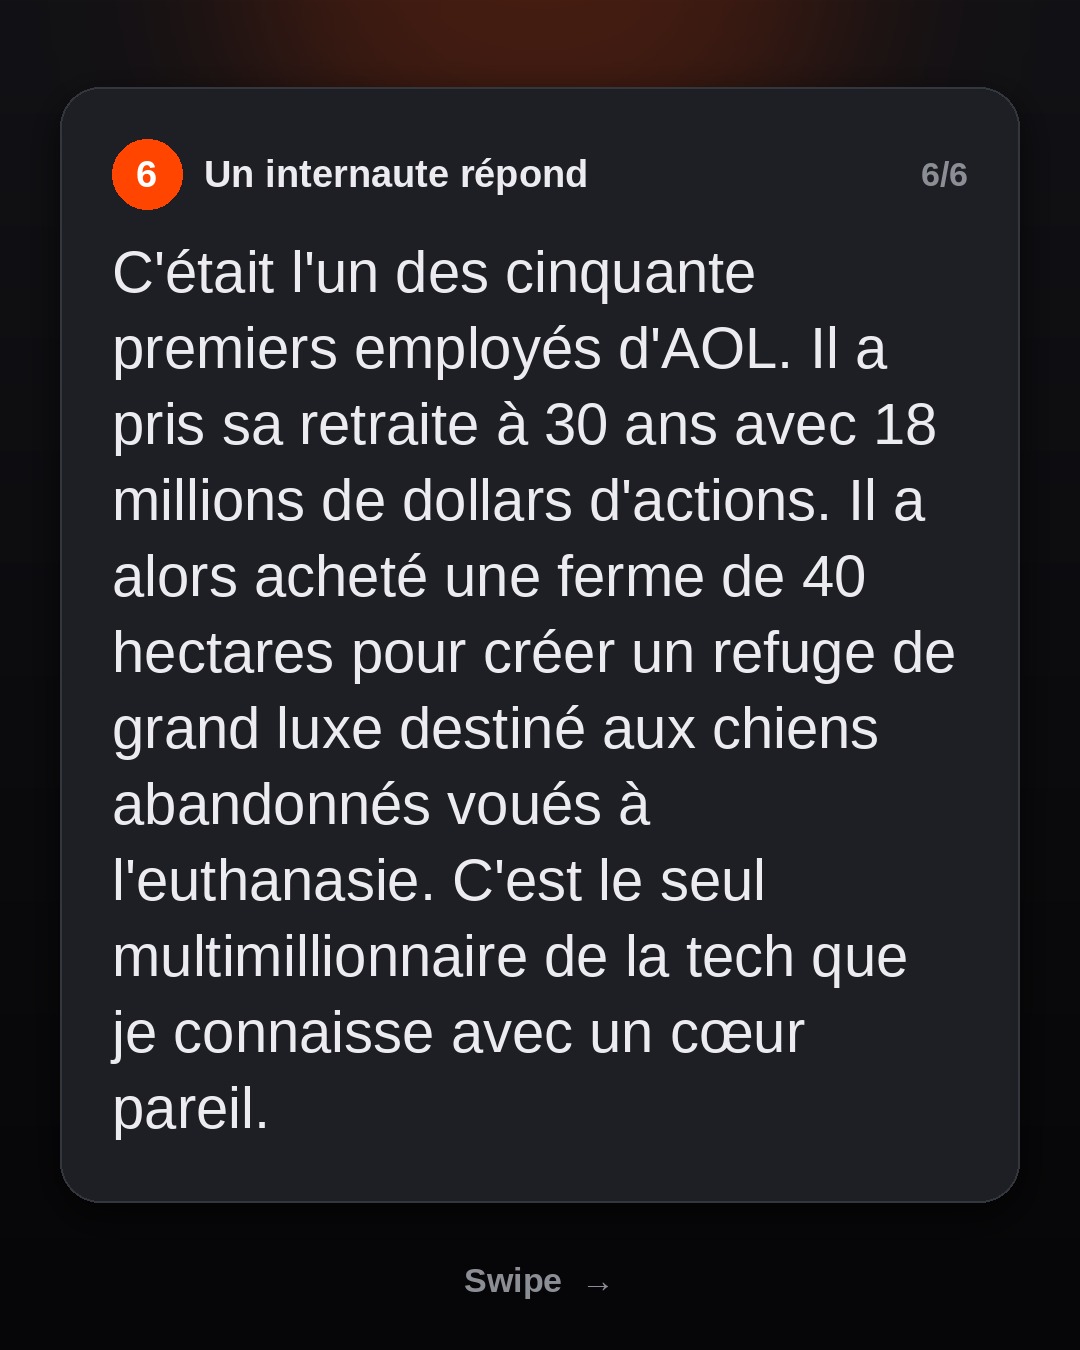 6 Un internaute répond 6/6
C'était l'un des cinquante
premiers employés d'AOL. Il a
pris sa retraite à 30 ans avec 18
millions de dollars d'actions. Il a
alors acheté une ferme de 40
hectares pour créer un refuge de
grand luxe destiné aux chiens
abandonnés voués à
l'euthanasie. C'est le seul
multimillionnaire de la tech que
je connaisse avec un cœur
pareil.
Swipe →